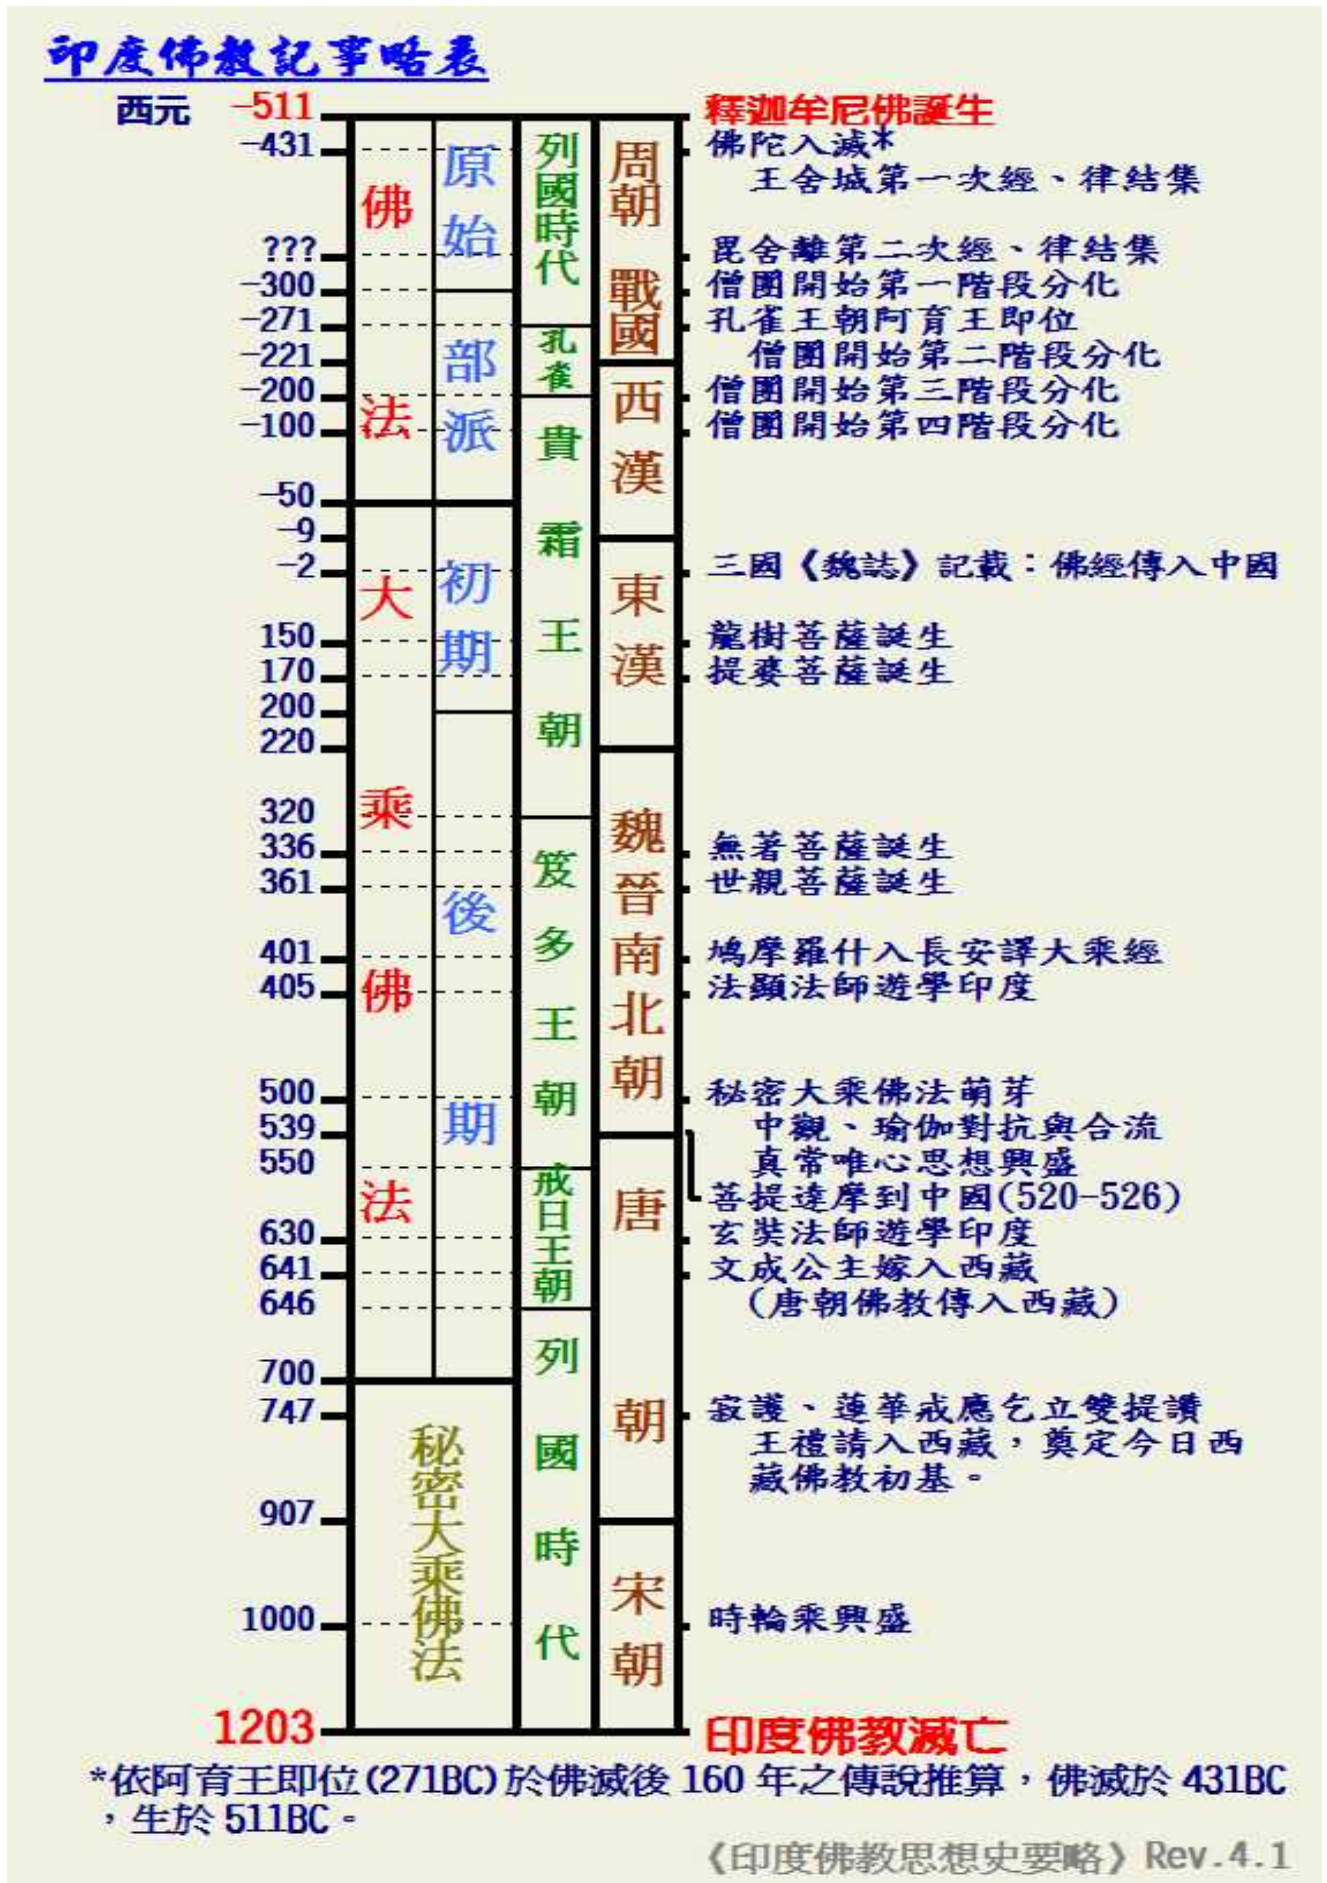 印度佛教記事略表
西元 -511 釋迦牟尼佛誕生
-431 佛陀入滅*
王舍城第一次經、律結集
??? 毘舍離第二次經、律結集
-300 僧團開始第一階段分化
-271 孔雀王朝阿育王即位
-221 僧團開始第二階段分化
-200 僧團開始第三階段分化
-100 僧團開始第四階段分化
-50
-9
-2 三國《魏誌》記載：佛經傳入中國
150 龍樹菩薩誕生
170 提婆菩薩誕生
200
220
320
336 無著菩薩誕生
361 世親菩薩誕生
401 鳩摩羅什入長安譯大乘經
405 法顯法師遊學印度
500 秘密大乘佛法萌芽
539 中觀、瑜伽對抗與合流
550 真常唯心思想興盛
菩提達摩到中國(520-526)
630 玄奘法師遊學印度
641 文成公主嫁入西藏
646 (唐朝佛教傳入西藏)
700
747 寂護、蓮華戒應乞立雙提讚
王禮請入西藏，奠定今日西
藏佛教初基。
907
1000 時輪乘興盛
1203 印度佛教滅亡
佛法
大乘佛法
秘密大乘佛法
原始
部派
初期
後期
列國時代
孔雀
貴霜王朝
笈多王朝
戒日王朝
列國時代
周朝
戰國
西漢
東漢
魏晉南北朝
唐朝
宋朝
*依阿育王即位(271BC)於佛滅後 160 年之傳說推算，佛滅於 431BC
，生於 511BC。
《印度佛教思想史要略》Rev.4.1